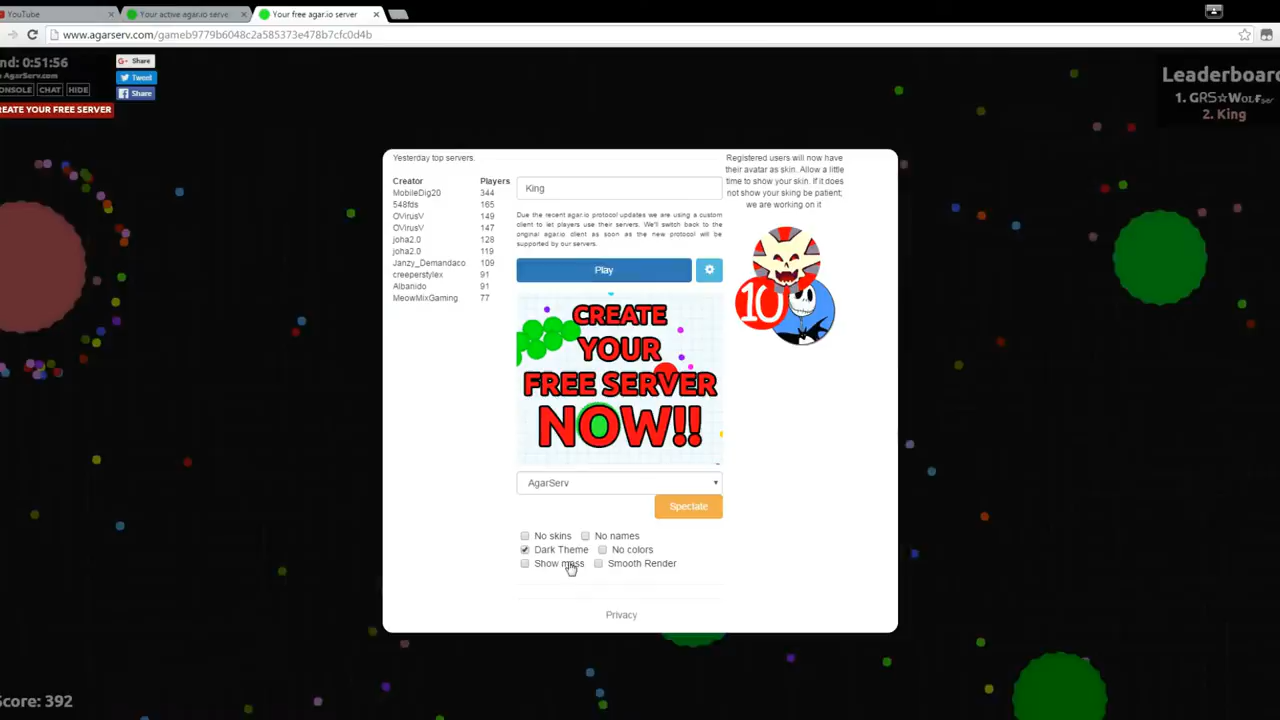 YouTube
Your active agar.io serve
Your free agar.io server
www.agarserv.com/gameb9779b6048c2a585373e478b7cfc0d4b
nd: 0:51:56
AgarServ.com
ONSOLE CHAT HIDE
REATE YOUR FREE SERVER
Share
Tweet
Share
Leaderboar
1. GRS☆Wolf
2. King
Yesterday top servers.
Creator Players
MobileDig20 344
548fds 165
OVirusV 149
OVirusV 147
joha2.0 128
joha2.0 119
Janzy_Demandaco 109
creeperstylex 91
Albanido 91
MeowMixGaming 77
King
Due the recent agar.io protocol updates we are using a custom
client to let players use their servers. We'll switch back to the
original agar.io client as soon as the new protocol will be
supported by our servers.
Play
CREATE
YOUR
FREE SERVER
NOW!!
AgarServ
Spectate
No skins No names
Dark Theme No colors
Show mass Smooth Render
Privacy
Registered users will now have
their avatar as skin. Allow a little
time to show your skin. If it does
not show your sking be patient;
we are working on it
10
Score: 392